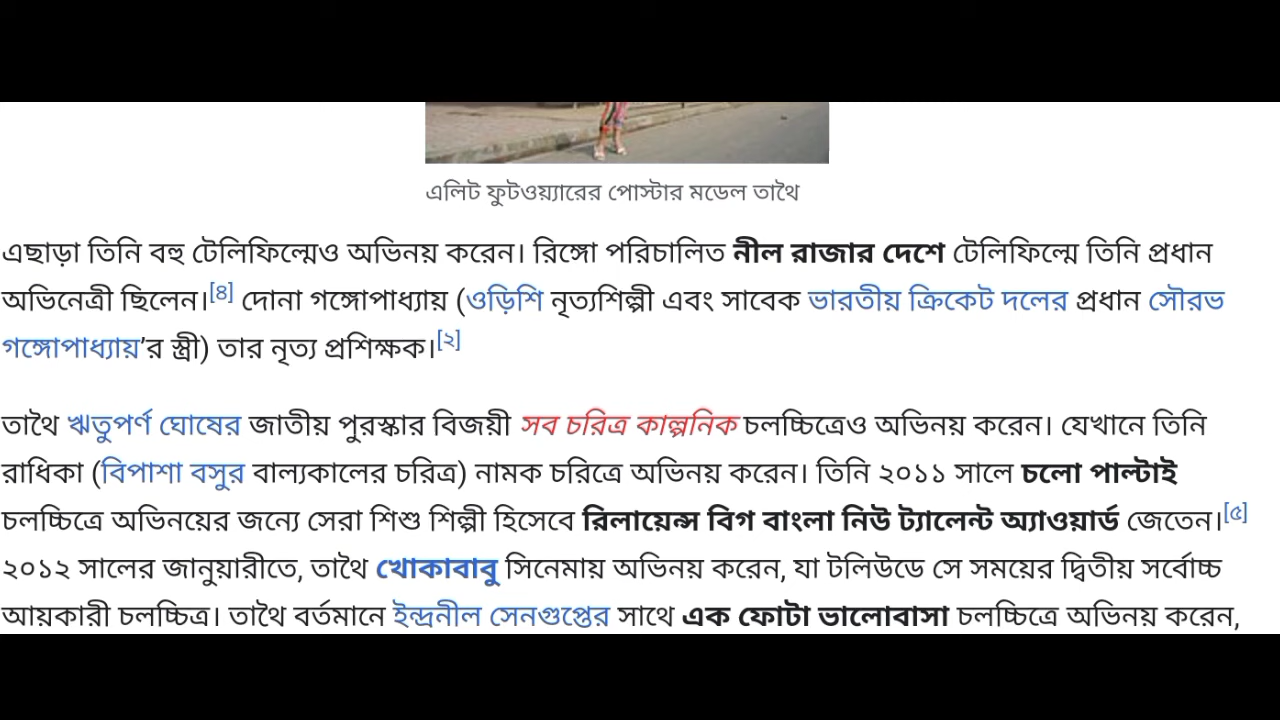 এলিট ফুটওয়্যারের পোস্টার মডেল তাথৈ
এছাড়া তিনি বহু টেলিফিল্মেও অভিনয় করেন। রিঙ্গো পরিচালিত নীল রাজার দেশে টেলিফিল্মে তিনি প্রধান
অভিনেত্রী ছিলেন।[৪] দোনা গঙ্গোপাধ্যায় (ওড়িশি নৃত্যশিল্পী এবং সাবেক ভারতীয় ক্রিকেট দলের প্রধান সৌরভ
গঙ্গোপাধ্যায়’র স্ত্রী) তার নৃত্য প্রশিক্ষক।[২]
তাথৈ ঋতুপর্ণ ঘোষের জাতীয় পুরস্কার বিজয়ী সব চরিত্র কাল্পনিক চলচ্চিত্রেও অভিনয় করেন। যেখানে তিনি
রাধিকা (বিপাশা বসুর বাল্যকালের চরিত্র) নামক চরিত্রে অভিনয় করেন। তিনি ২০১১ সালে চলো পাল্টাই
চলচ্চিত্রে অভিনয়ের জন্যে সেরা শিশু শিল্পী হিসেবে রিলায়েন্স বিগ বাংলা নিউ ট্যালেন্ট অ্যাওয়ার্ড জেতেন।[৫]
২০১২ সালের জানুয়ারীতে, তাথৈ খোকাবাবু সিনেমায় অভিনয় করেন, যা টলিউডে সে সময়ের দ্বিতীয় সর্বোচ্চ
আয়কারী চলচ্চিত্র। তাথৈ বর্তমানে ইন্দ্রনীল সেনগুপ্তের সাথে এক ফোটা ভালোবাসা চলচ্চিত্রে অভিনয় করেন,